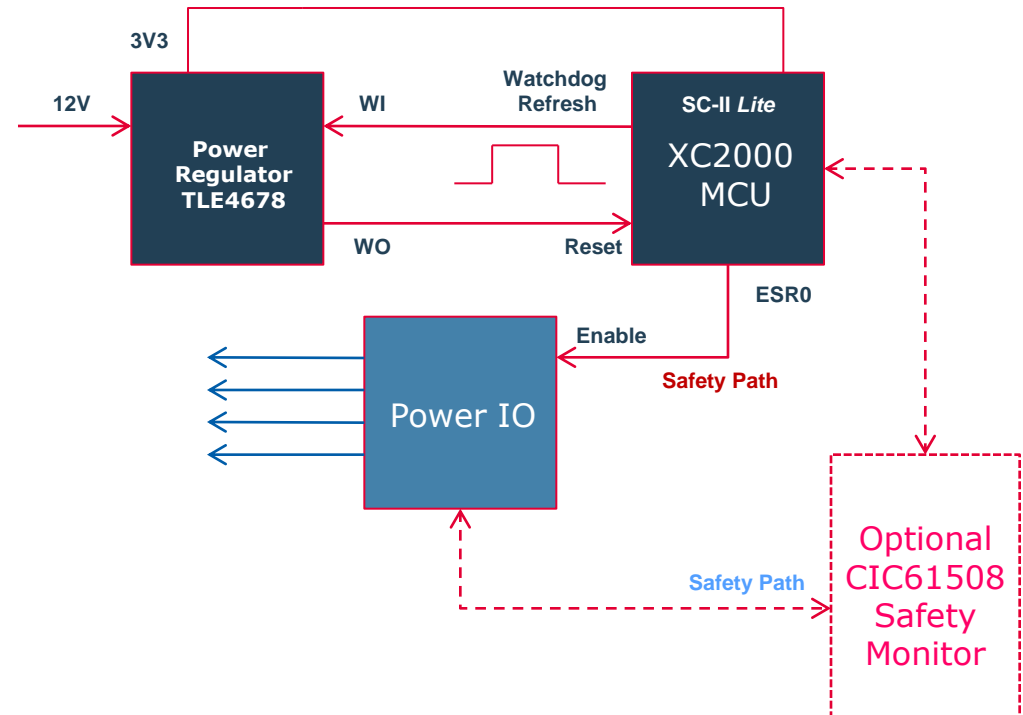 3V3
12V
WI
Watchdog
Refresh
SC-II Lite
XC2000
MCU
Power
Regulator
TLE4678
WO
Reset
ESR0
Enable
Safety Path
Power IO
Safety Path
Optional
CIC61508
Safety
Monitor